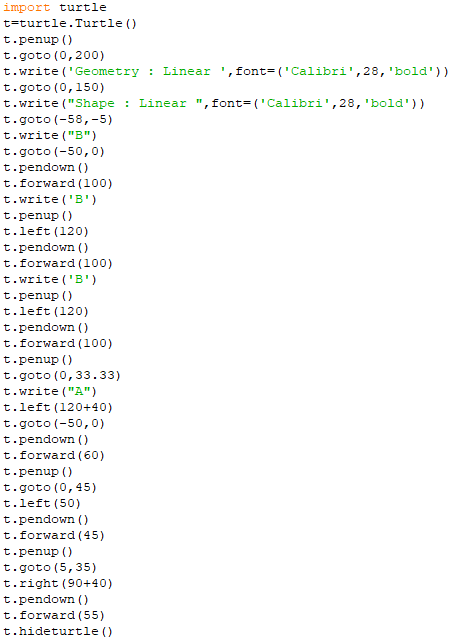 import turtle
t=turtle.Turtle()
t.penup()
t.goto(0,200)
t.write('Geometry : Linear ',font=('Calibri',28,'bold'))
t.goto(0,150)
t.write("Shape : Linear ",font=('Calibri',28,'bold'))
t.goto(-58,-5)
t.write("B")
t.goto(-50,0)
t.pendown()
t.forward(100)
t.write('B')
t.penup()
t.left(120)
t.pendown()
t.forward(100)
t.write('B')
t.penup()
t.left(120)
t.pendown()
t.forward(100)
t.penup()
t.goto(0,33.33)
t.write("A")
t.left(120+40)
t.goto(-50,0)
t.pendown()
t.forward(60)
t.penup()
t.goto(0,45)
t.left(50)
t.pendown()
t.forward(45)
t.penup()
t.goto(5,35)
t.right(90+40)
t.pendown()
t.forward(55)
t.hideturtle()